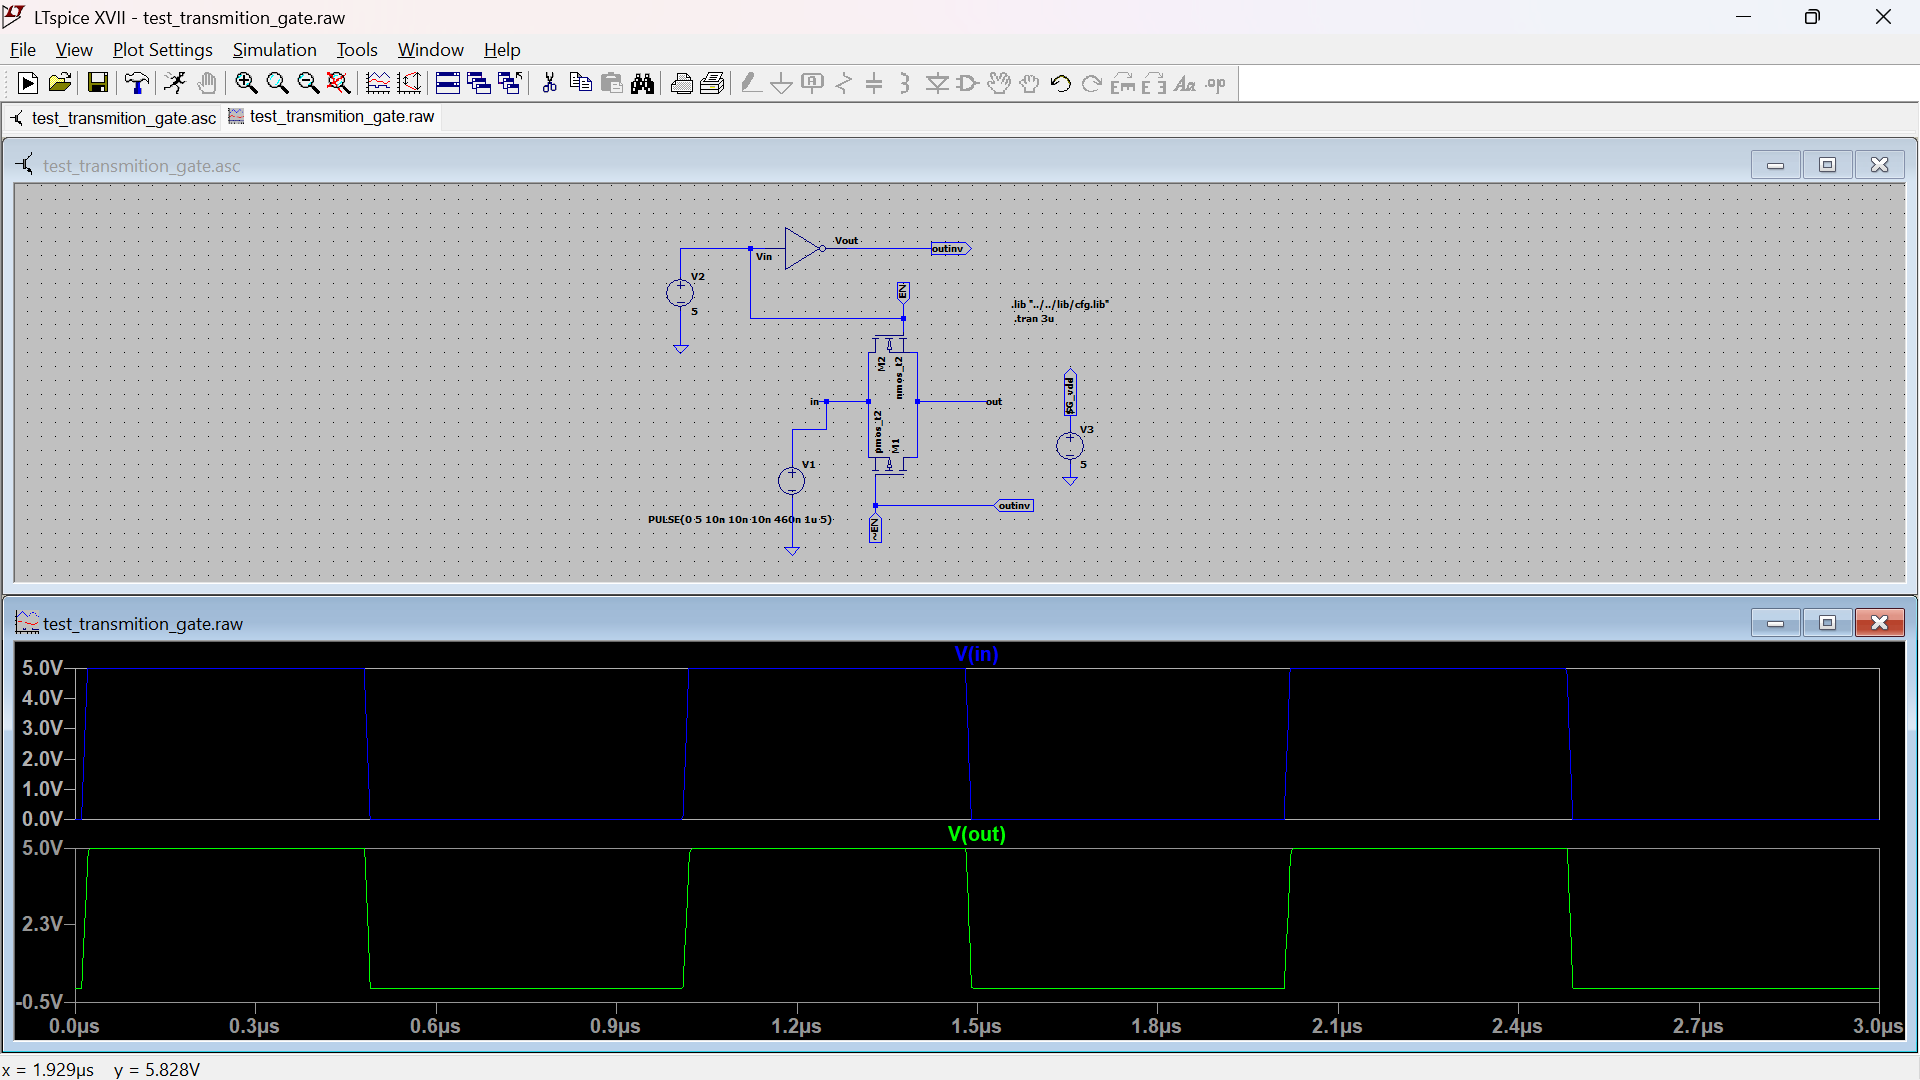 LTspice XVII - test_transmition_gate.raw
File View Plot Settings Simulation Tools Window Help
test_transmition_gate.asc test_transmition_gate.raw
test_transmition_gate.asc
Vout
outinv
Vin
V2
5
EN
.lib "../../lib/cfg.lib"
.tran 3u
M2
nmos_t2
in
out
pmos_t2
M1
$G_vdd
V3
5
V1
outinv
PULSE(0 5 10n 10n 10n 460n 1u 5)
~EN
test_transmition_gate.raw
V(in)
5.0V
4.0V
3.0V
2.0V
1.0V
0.0V
V(out)
5.0V
2.3V
-0.5V
0.0µs 0.3µs 0.6µs 0.9µs 1.2µs 1.5µs 1.8µs 2.1µs 2.4µs 2.7µs 3.0µs
x = 1.929µs y = 5.828V